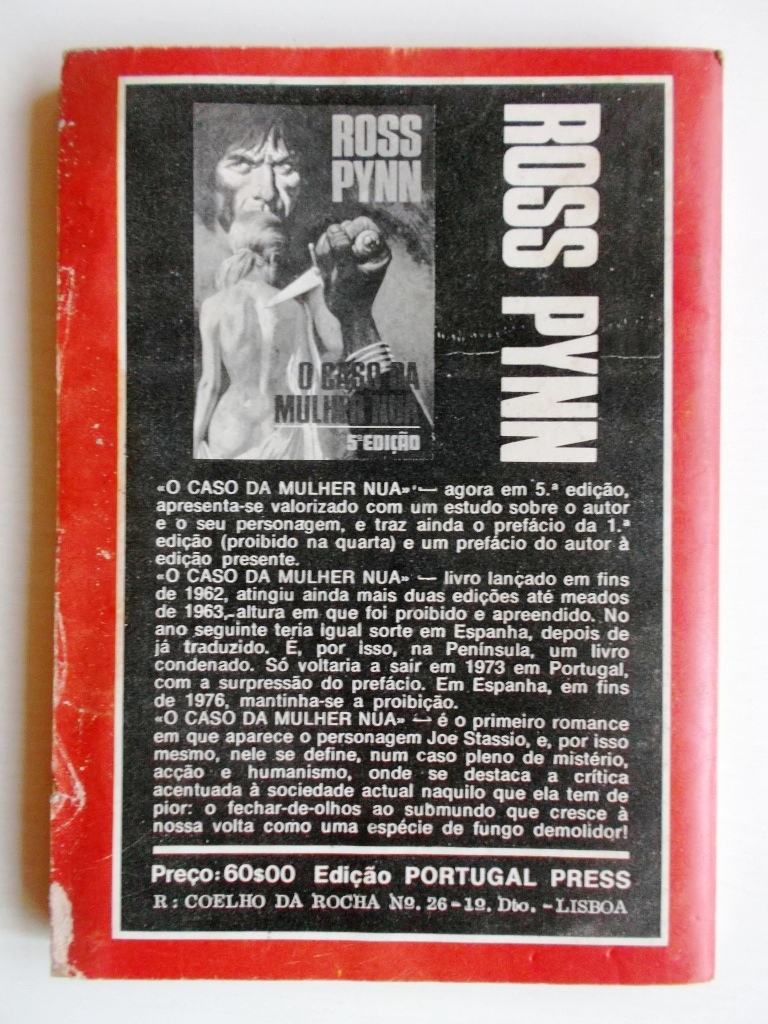 ROSS
PYNN
O CASO DA
MULHER NUA
5ª EDIÇÃO
ROSS PYNN
«O CASO DA MULHER NUA» — agora em 5.ª edição,
apresenta-se valorizado com um estudo sobre o autor
e o seu personagem, e traz ainda o prefácio da 1.ª
edição (proibido na quarta) e um prefácio do autor à
edição presente.
«O CASO DA MULHER NUA» — livro lançado em fins
de 1962, atingiu ainda mais duas edições até meados
de 1963,-altura em que foi proibido e apreendido. No
ano seguinte teria igual sorte em Espanha, depois de
já traduzido. É, por isso, na Península, um livro
condenado. Só voltaria a sair em 1973 em Portugal,
com a surpressão do prefácio. Em Espanha, em fins
de 1976, mantinha-se a proibição.
«O CASO DA MULHER NUA» — é o primeiro romance
em que aparece o personagem Joe Stassio, e, por isso
mesmo, nele se define, num caso pleno de mistério,
acção e humanismo, onde se destaca a crítica
acentuada à sociedade actual naquilo que ela tem de
pior: o fechar-de-olhos ao submundo que cresce à
nossa volta como uma espécie de fungo demolidor!
Preço: 60$00 Edição PORTUGAL PRESS
R: COELHO DA ROCHA Nº. 26-1º. Dto. -LISBOA